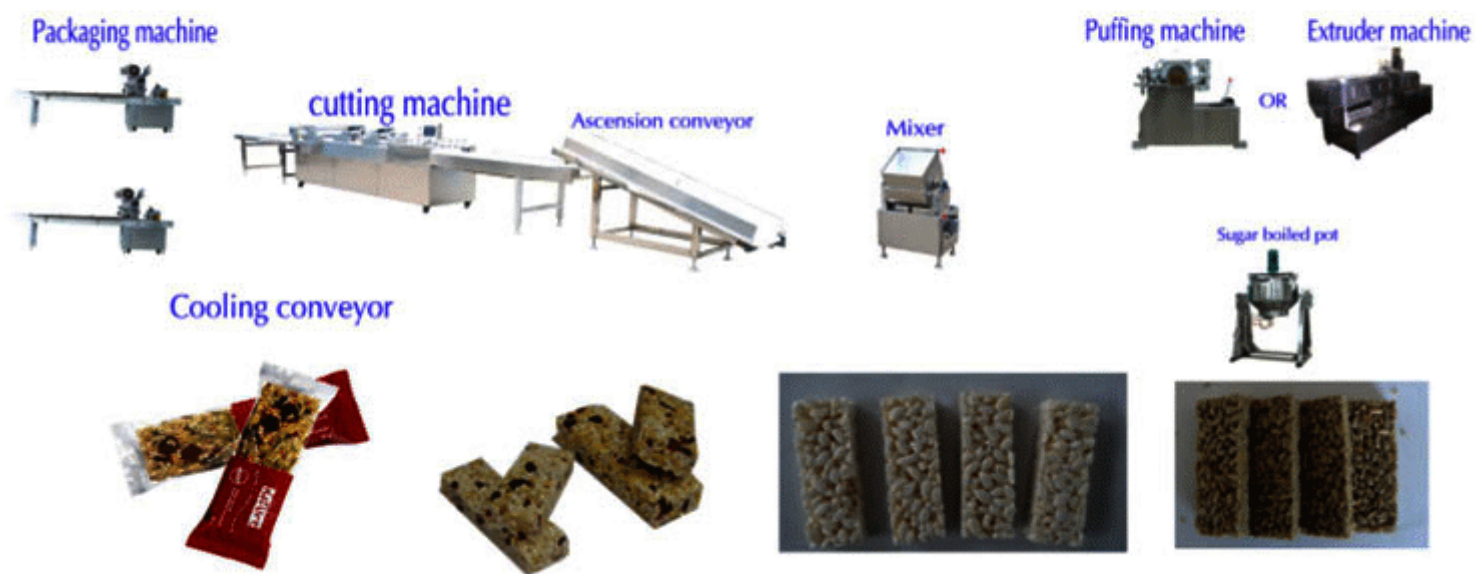 Packaging machine
cutting machine
Ascension conveyor
Mixer
Puffing machine
OR
Extruder machine
Sugar boiled pot
Cooling conveyor